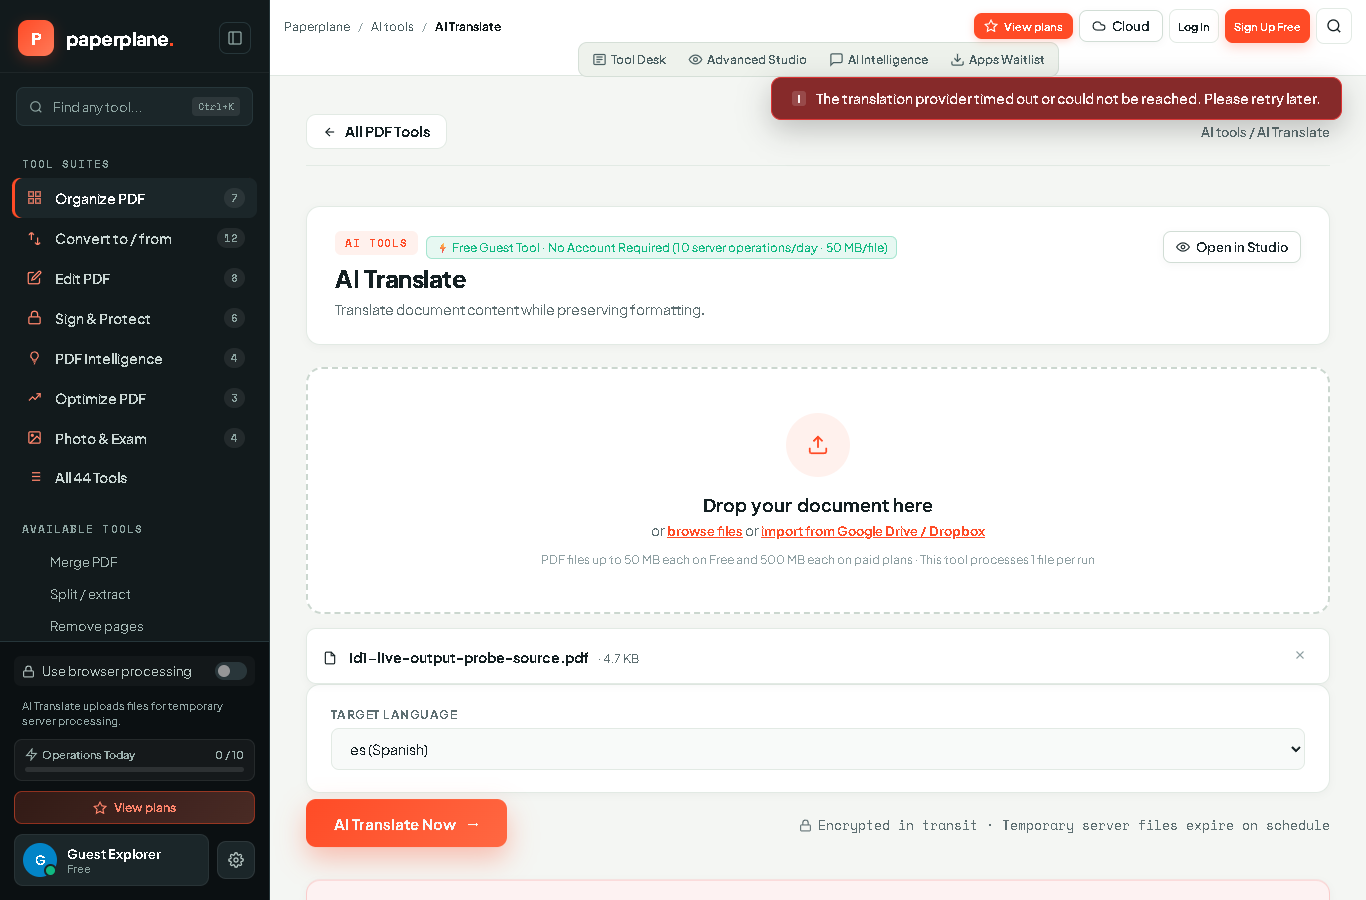 P paperplane.
Find any tool... Ctrl+K
TOOL SUITES
Organize PDF 7
Convert to / from 12
Edit PDF 8
Sign & Protect 6
PDF Intelligence 4
Optimize PDF 3
Photo & Exam 4
All 44 Tools
AVAILABLE TOOLS
Merge PDF
Split / extract
Remove pages
Use browser processing
AI Translate uploads files for temporary
server processing.
Operations Today 0 / 10
View plans
G Guest Explorer
Free
Paperplane / AI tools / AI Translate
View plans Cloud Log In Sign Up Free
Tool Desk Advanced Studio AI Intelligence Apps Waitlist
! The translation provider timed out or could not be reached. Please retry later.
← All PDF Tools
AI tools / AI Translate
AI TOOLS
⚡ Free Guest Tool · No Account Required (10 server operations/day · 50 MB/file)
Open in Studio
AI Translate
Translate document content while preserving formatting.
Drop your document here
or browse files or import from Google Drive / Dropbox
PDF files up to 50 MB each on Free and 500 MB each on paid plans · This tool processes 1 file per run
ld1-live-output-probe-source.pdf · 4.7 KB ×
TARGET LANGUAGE
es (Spanish)
AI Translate Now →
Encrypted in transit · Temporary server files expire on schedule